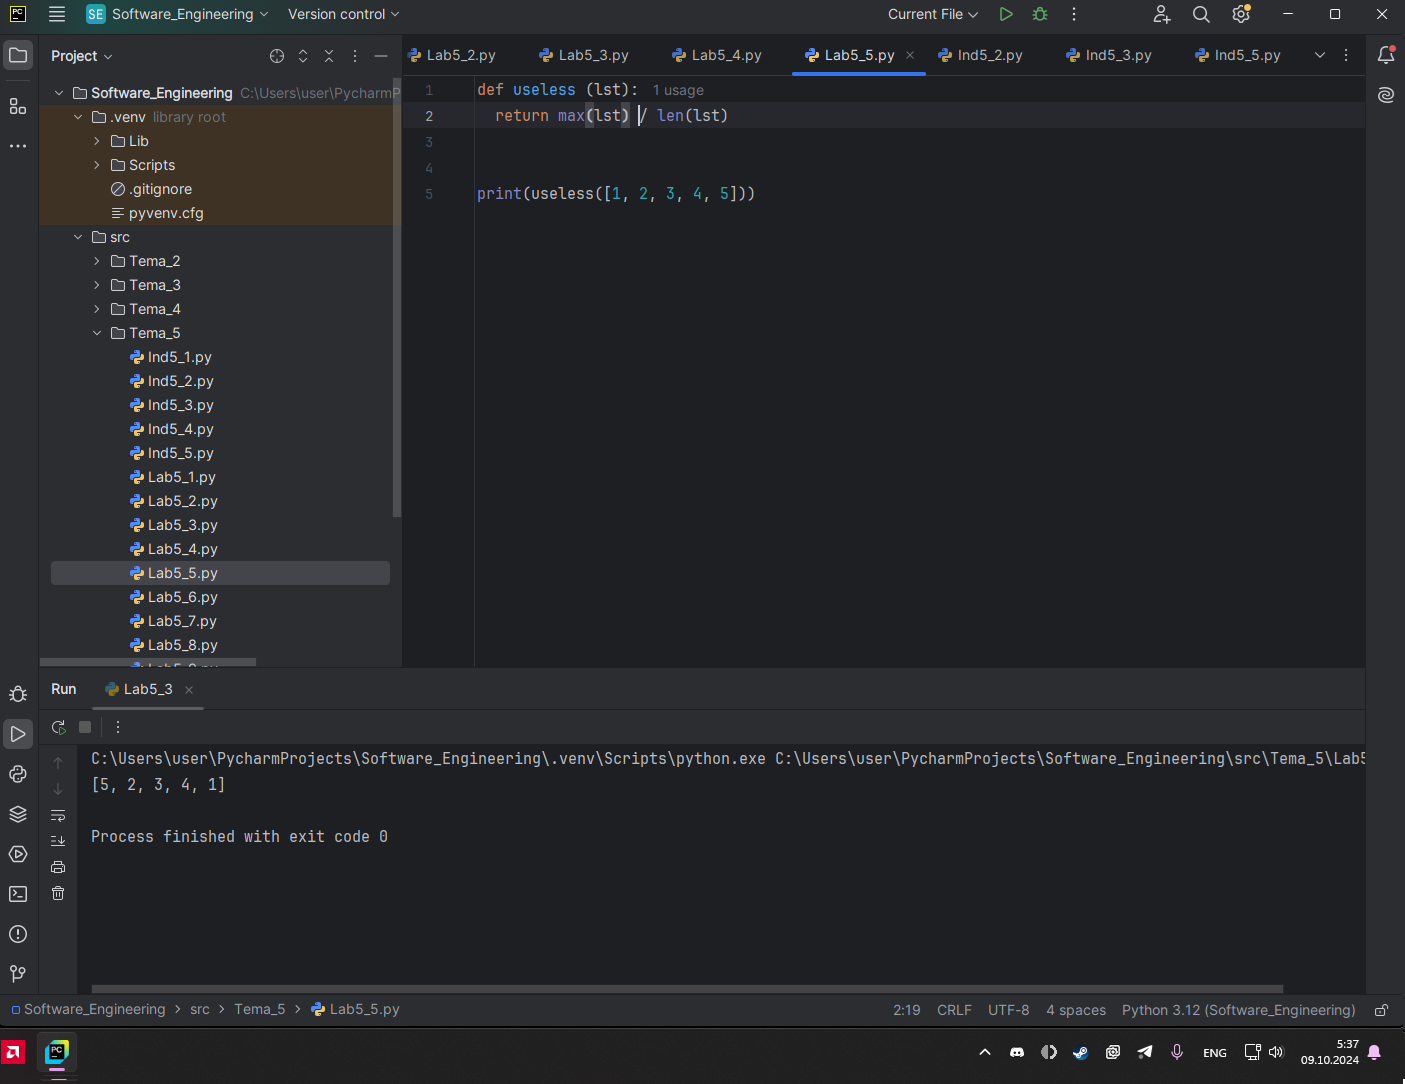 PC SE Software_Engineering Version control Current File
Project
Lab5_2.py Lab5_3.py Lab5_4.py Lab5_5.py Ind5_2.py Ind5_3.py Ind5_5.py
Software_Engineering C:\Users\user\PycharmP
.venv library root
Lib
Scripts
.gitignore
pyvenv.cfg
src
Tema_2
Tema_3
Tema_4
Tema_5
Ind5_1.py
Ind5_2.py
Ind5_3.py
Ind5_4.py
Ind5_5.py
Lab5_1.py
Lab5_2.py
Lab5_3.py
Lab5_4.py
Lab5_5.py
Lab5_6.py
Lab5_7.py
Lab5_8.py
1 def useless (lst): 1 usage
2 return max(lst) / len(lst)
3
4
5 print(useless([1, 2, 3, 4, 5]))
Run Lab5_3
C:\Users\user\PycharmProjects\Software_Engineering\.venv\Scripts\python.exe C:\Users\user\PycharmProjects\Software_Engineering\src\Tema_5\Lab5
[5, 2, 3, 4, 1]
Process finished with exit code 0
Software_Engineering src Tema_5 Lab5_5.py 2:19 CRLF UTF-8 4 spaces Python 3.12 (Software_Engineering)
PC ENG 5:37
09.10.2024